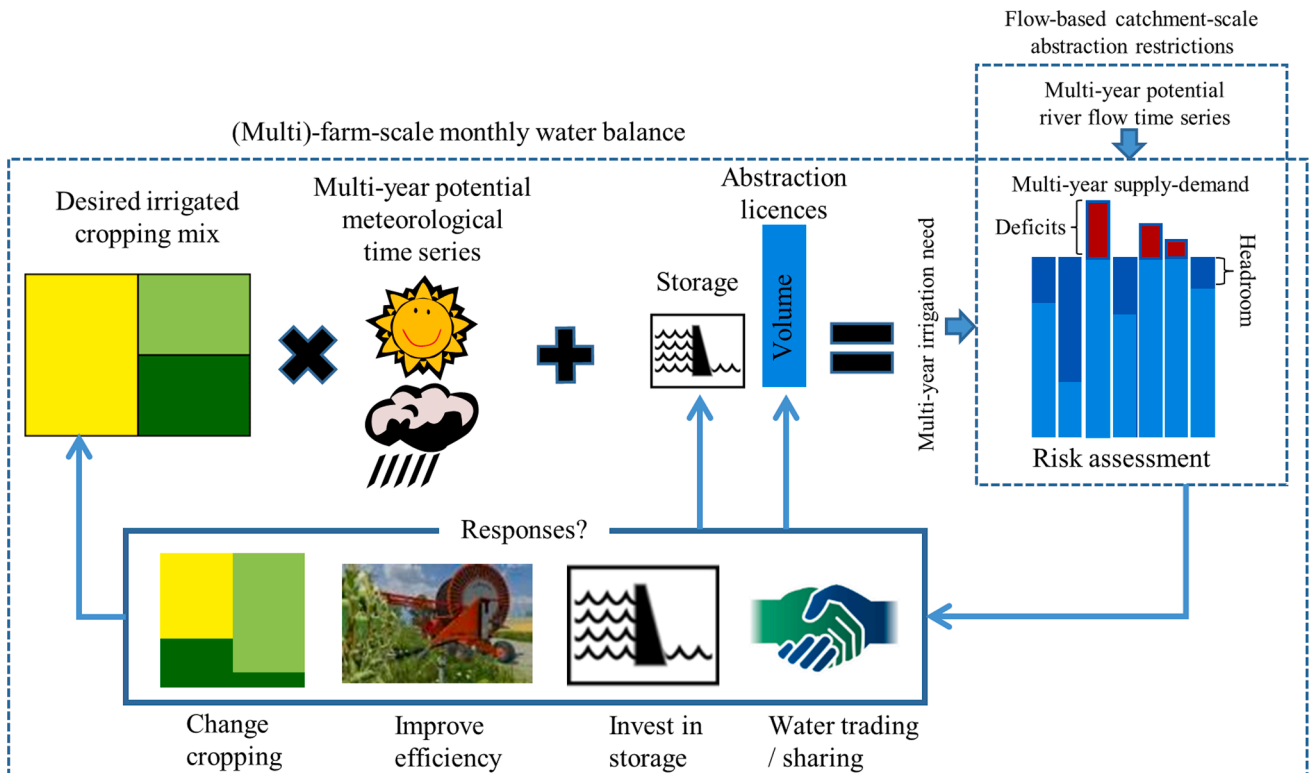 Flow-based catchment-scale
abstraction restrictions
Multi-year potential
river flow time series
(Multi)-farm-scale monthly water balance
Desired irrigated
cropping mix
Multi-year potential
meteorological
time series
Abstraction
licences
Storage
Volume
Multi-year irrigation need
Multi-year supply-demand
Deficits
Headroom
Risk assessment
Responses?
Change
cropping
Improve
efficiency
Invest in
storage
Water trading
/ sharing